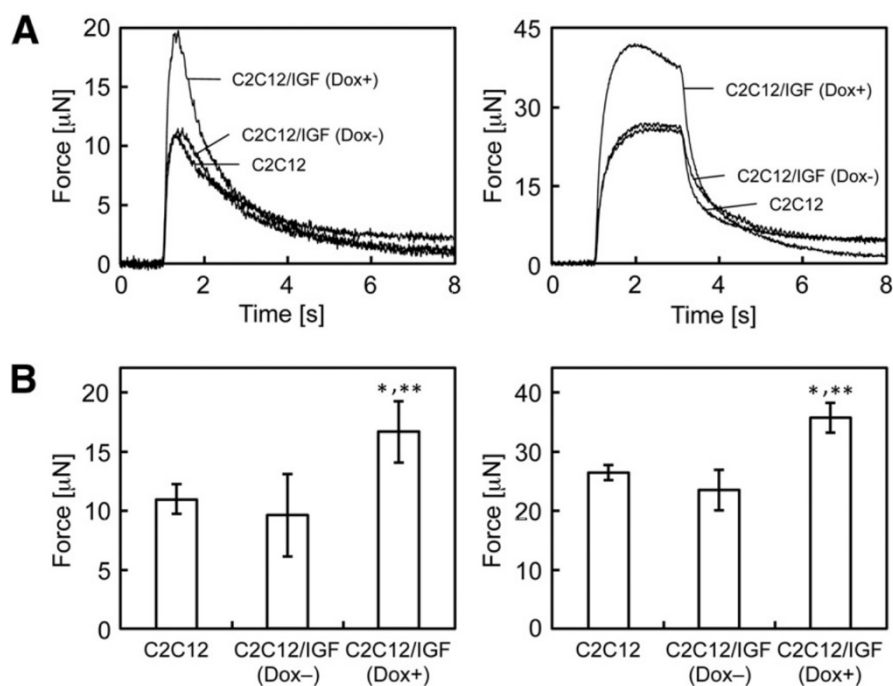 A
Force [μN]
20
15
10
5
0
C2C12/IGF (Dox+)
C2C12/IGF (Dox-)
C2C12
0 2 4 6 8
Time [s]
Force [μN]
45
30
15
0
C2C12/IGF (Dox+)
C2C12/IGF (Dox-)
C2C12
0 2 4 6 8
Time [s]
B
Force [μN]
20
15
10
5
0
*,**
C2C12 C2C12/IGF C2C12/IGF
(Dox−) (Dox+)
Force [μN]
40
30
20
10
0
*,**
C2C12 C2C12/IGF C2C12/IGF
(Dox−) (Dox+)